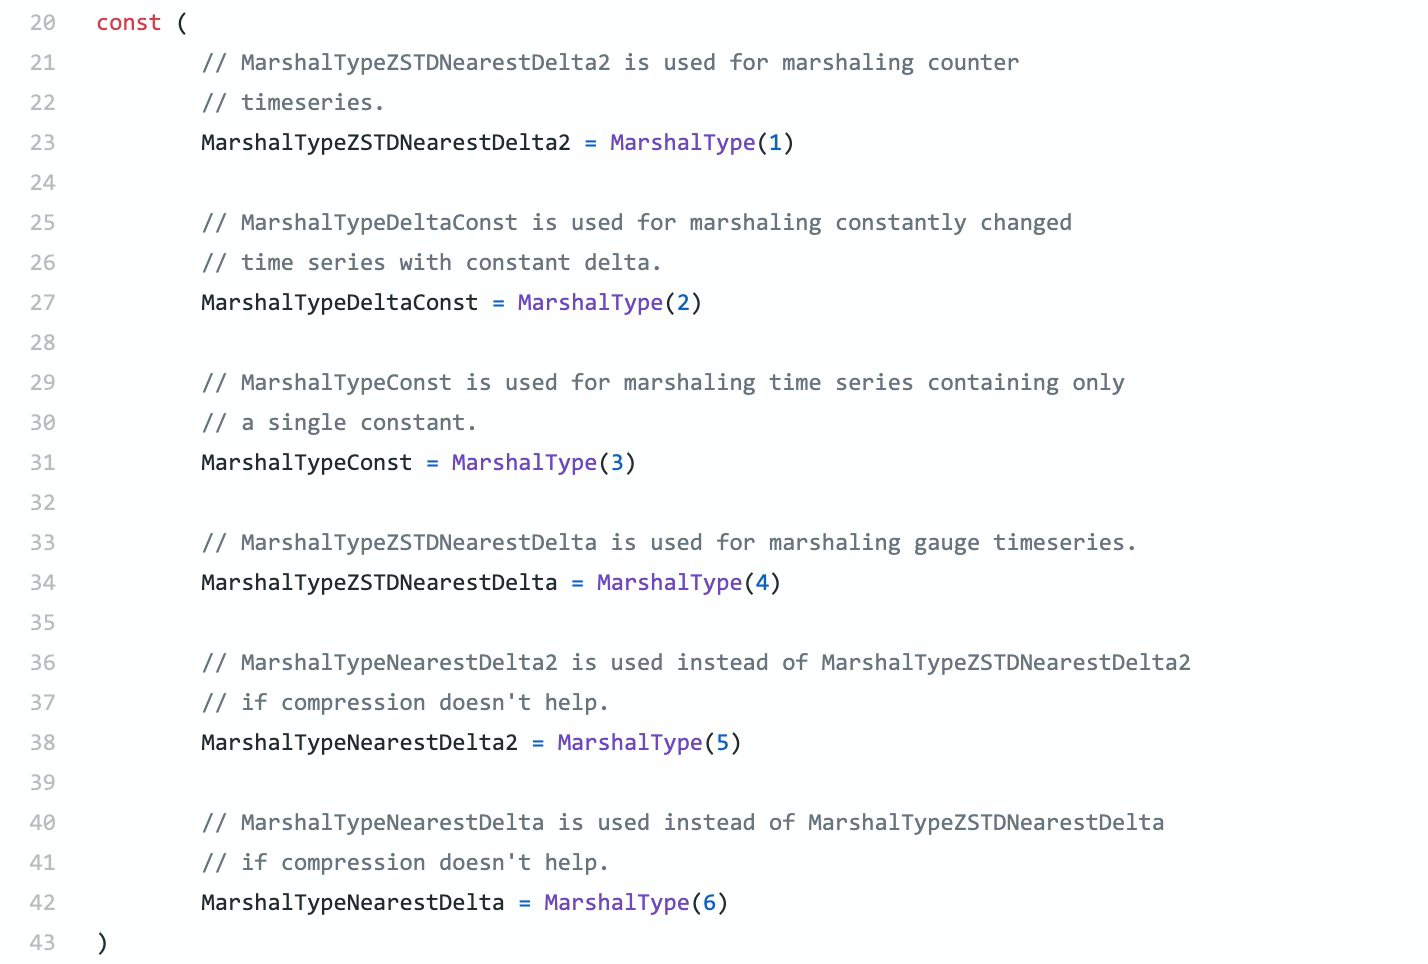 20 const (
21 // MarshalTypeZSTDNearestDelta2 is used for marshaling counter
22 // timeseries.
23 MarshalTypeZSTDNearestDelta2 = MarshalType(1)
24
25 // MarshalTypeDeltaConst is used for marshaling constantly changed
26 // time series with constant delta.
27 MarshalTypeDeltaConst = MarshalType(2)
28
29 // MarshalTypeConst is used for marshaling time series containing only
30 // a single constant.
31 MarshalTypeConst = MarshalType(3)
32
33 // MarshalTypeZSTDNearestDelta is used for marshaling gauge timeseries.
34 MarshalTypeZSTDNearestDelta = MarshalType(4)
35
36 // MarshalTypeNearestDelta2 is used instead of MarshalTypeZSTDNearestDelta2
37 // if compression doesn't help.
38 MarshalTypeNearestDelta2 = MarshalType(5)
39
40 // MarshalTypeNearestDelta is used instead of MarshalTypeZSTDNearestDelta
41 // if compression doesn't help.
42 MarshalTypeNearestDelta = MarshalType(6)
43 )